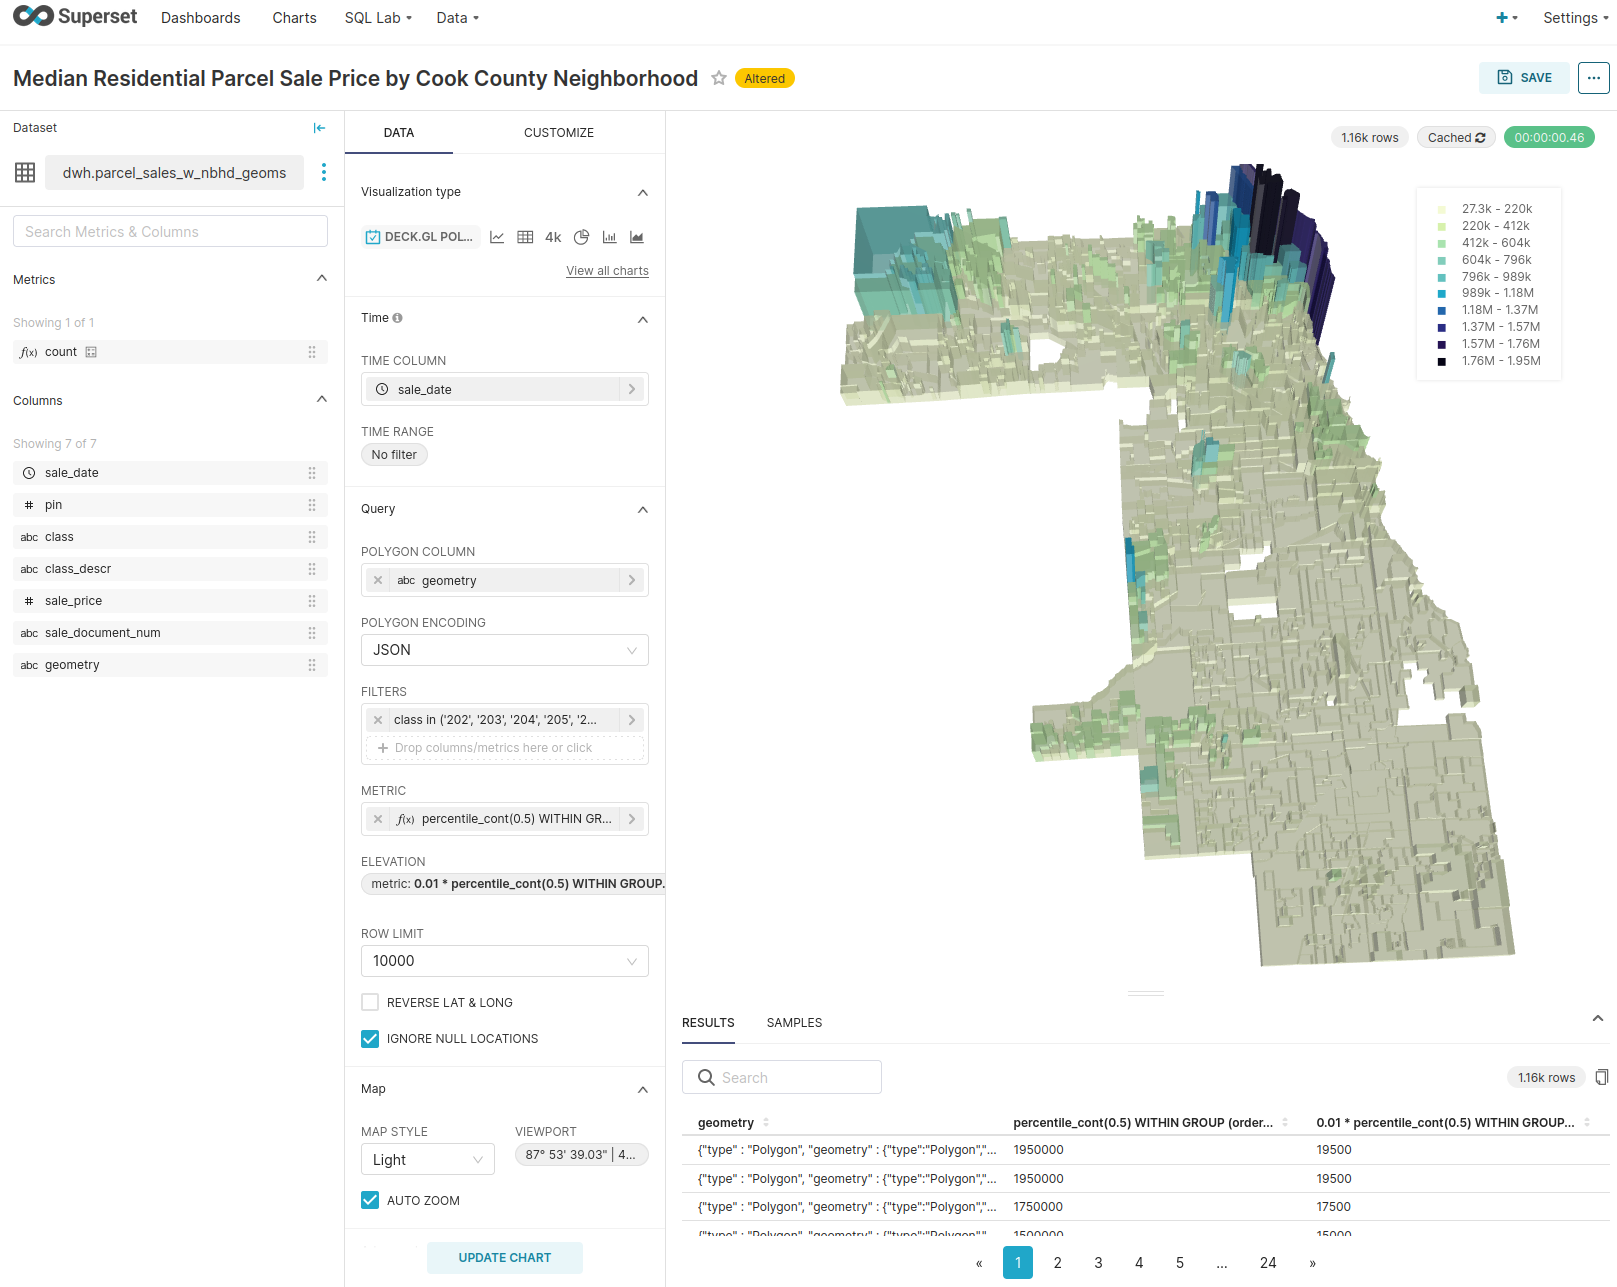 Superset
Dashboards
Charts
SQL Lab
Data
Settings
Median Residential Parcel Sale Price by Cook County Neighborhood
Altered
SAVE
Dataset
dwh.parcel_sales_w_nbhd_geoms
Search Metrics & Columns
Metrics
Showing 1 of 1
f(x) count
Columns
Showing 7 of 7
sale_date
# pin
abc class
abc class_descr
# sale_price
abc sale_document_num
abc geometry
DATA
CUSTOMIZE
Visualization type
DECK.GL POL...
4k
View all charts
Time
TIME COLUMN
sale_date
TIME RANGE
No filter
Query
POLYGON COLUMN
abc geometry
POLYGON ENCODING
JSON
FILTERS
class in ('202', '203', '204', '205', '2...
+ Drop columns/metrics here or click
METRIC
f(x) percentile_cont(0.5) WITHIN GR...
ELEVATION
metric: 0.01 * percentile_cont(0.5) WITHIN GROUP.
ROW LIMIT
10000
REVERSE LAT & LONG
IGNORE NULL LOCATIONS
Map
MAP STYLE
VIEWPORT
Light
87° 53' 39.03" | 4...
AUTO ZOOM
UPDATE CHART
1.16k rows
Cached
00:00:00.46
27.3k - 220k
220k - 412k
412k - 604k
604k - 796k
796k - 989k
989k - 1.18M
1.18M - 1.37M
1.37M - 1.57M
1.57M - 1.76M
1.76M - 1.95M
RESULTS
SAMPLES
Search
1.16k rows
geometry
percentile_cont(0.5) WITHIN GROUP (order...
0.01 * percentile_cont(0.5) WITHIN GROUP...
{"type" : "Polygon", "geometry" : {"type":"Polygon","... 1950000 19500
{"type" : "Polygon", "geometry" : {"type":"Polygon","... 1950000 19500
{"type" : "Polygon", "geometry" : {"type":"Polygon","... 1750000 17500
{"type" : "Polygon", "geometry" : {"type":"Polygon","... 1500000 15000
« 1 2 3 4 5 ... 24 »